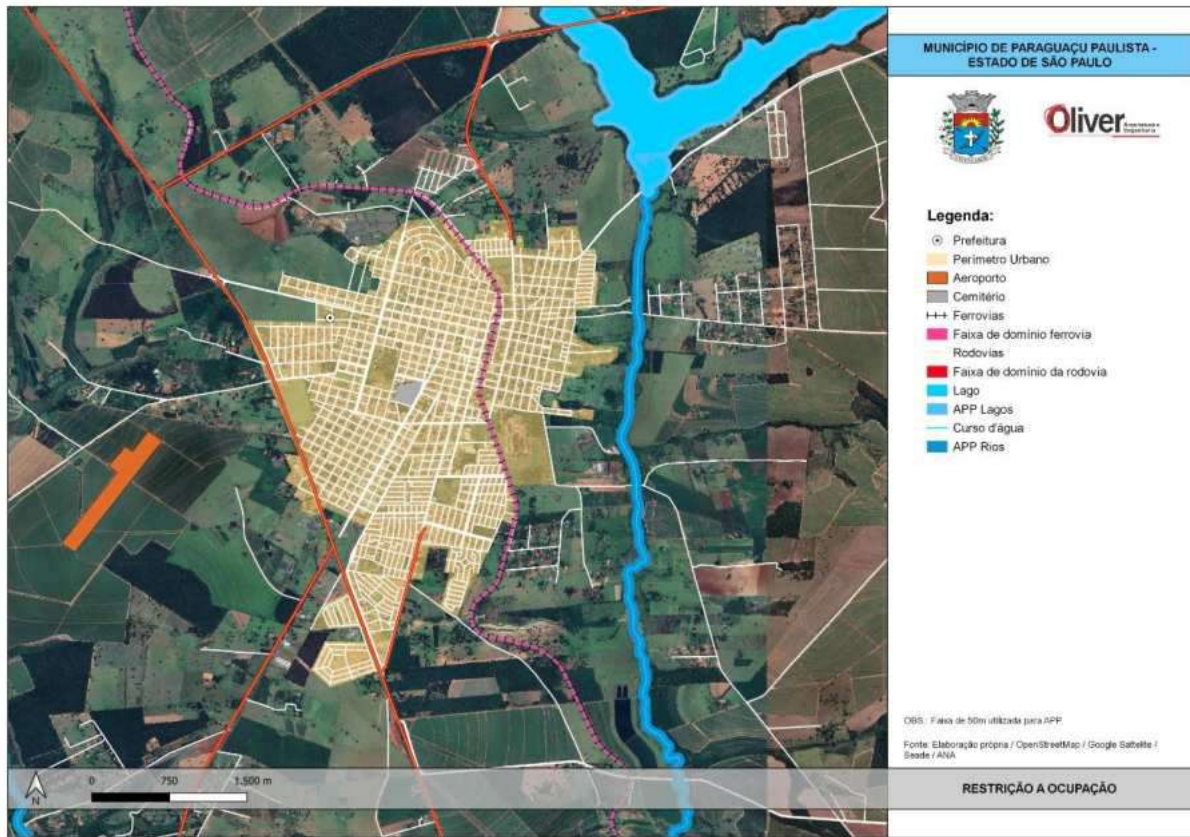 MUNICÍPIO DE PARAGUAÇU PAULISTA -
ESTADO DE SÃO PAULO
Oliver
Legenda:
Prefeitura
Perímetro Urbano
Aeroporto
Cemitério
Ferrovias
Faixa de domínio ferrovia
Rodovias
Faixa de domínio da rodovia
Lago
APP Lagos
Curso d'água
APP Rios
OBS.: Faixa de 50m utilizada para APP
Fonte: Elaboração própria / OpenStreetMap / Google Sattelite /
Seade / ANA
N
0 750 1.500 m
RESTRIÇÃO A OCUPAÇÃO